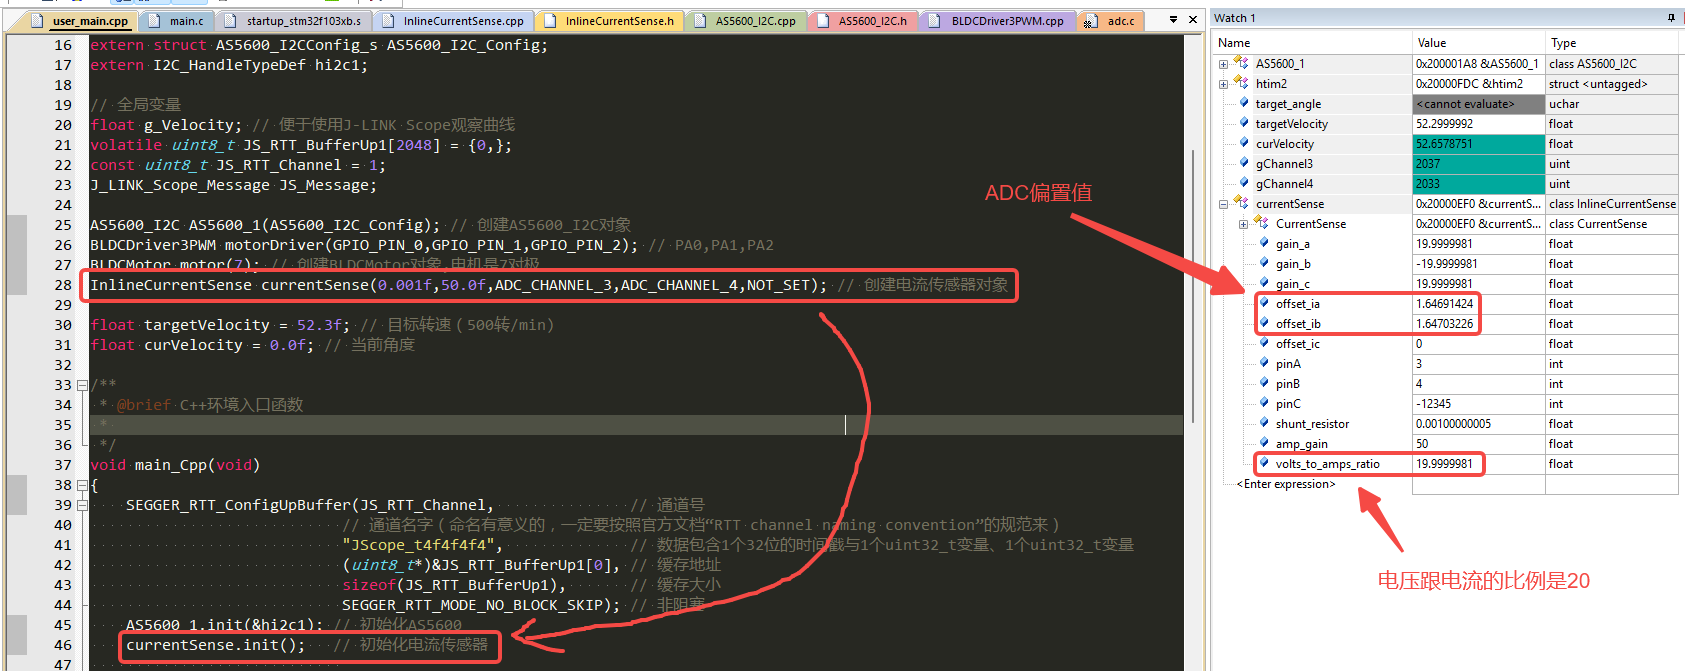 user_main.cpp main.c startup_stm32f103xb.s InlineCurrentSense.cpp InlineCurrentSense.h AS5600_I2C.cpp AS5600_I2C.h BLDCDriver3PWM.cpp adc.c
16 extern struct AS5600_I2CConfig_s AS5600_I2C_Config;
17 extern I2C_HandleTypeDef hi2c1;
18
19 // 全局变量
20 float g_Velocity; // 便于使用J-LINK Scope观察曲线
21 volatile uint8_t JS_RTT_BufferUp1[2048] = {0,};
22 const uint8_t JS_RTT_Channel = 1;
23 J_LINK_Scope_Message JS_Message;
24
25 AS5600_I2C AS5600_1(AS5600_I2C_Config); // 创建AS5600_I2C对象
26 BLDCDriver3PWM motorDriver(GPIO_PIN_0,GPIO_PIN_1,GPIO_PIN_2); // PA0,PA1,PA2
27 BLDCMotor motor(7); // 创建BLDCMotor对象,电机是7对极
28 InlineCurrentSense currentSense(0.001f,50.0f,ADC_CHANNEL_3,ADC_CHANNEL_4,NOT_SET); // 创建电流传感器对象
29
30 float targetVelocity = 52.3f; // 目标转速（500转/min）
31 float curVelocity = 0.0f; // 当前角度
32
33 /**
34 * @brief C++环境入口函数
35 *
36 */
37 void main_Cpp(void)
38 {
39 SEGGER_RTT_ConfigUpBuffer(JS_RTT_Channel, // 通道号
40 // 通道名字（命名有意义的，一定要按照官方文档“RTT channel naming convention”的规范来）
41 "JScope_t4f4f4f4", // 数据包含1个32位的时间戳与1个uint32_t变量、1个uint32_t变量
42 (uint8_t*)&JS_RTT_BufferUp1[0], // 缓存地址
43 sizeof(JS_RTT_BufferUp1), // 缓存大小
44 SEGGER_RTT_MODE_NO_BLOCK_SKIP); // 非阻塞
45 AS5600_1.init(&hi2c1); // 初始化AS5600
46 currentSense.init(); // 初始化电流传感器
47
ADC偏置值
Watch 1
Name Value Type
AS5600_1 0x200001A8 &AS5600_1 class AS5600_I2C
htim2 0x20000FDC &htim2 struct <untagged>
target_angle <cannot evaluate> uchar
targetVelocity 52.2999992 float
curVelocity 52.6578751 float
gChannel3 2037 uint
gChannel4 2033 uint
currentSense 0x20000EF0 &currentS... class InlineCurrentSense
CurrentSense 0x20000EF0 &currentS... class CurrentSense
gain_a 19.9999981 float
gain_b -19.9999981 float
gain_c 19.9999981 float
offset_ia 1.64691424 float
offset_ib 1.64703226 float
offset_ic 0 float
pinA 3 int
pinB 4 int
pinC -12345 int
shunt_resistor 0.00100000005 float
amp_gain 50 float
volts_to_amps_ratio 19.9999981 float
<Enter expression>
电压跟电流的比例是20